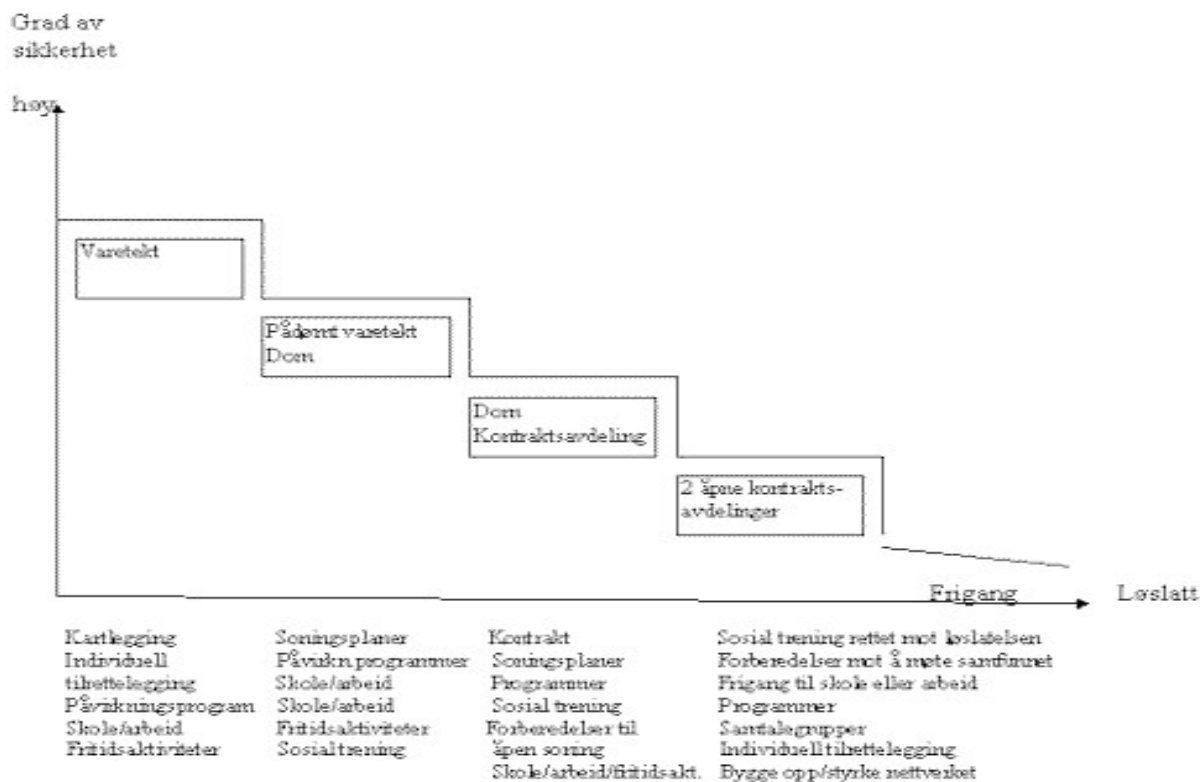 Grad av
sikkerhet
høy
Varetekt
Pådømt varetekt
Dom
Dom
Kontraktsavdeling
2 åpne kontrakts-
avdelinger
Frigang
Løslatt
Kartlegging
Individuell
tilrettelegging
Påvirkningsprogram
Skole/arbeid
Fritidsaktiviteter
Soningsplaner
Påvirkn programmer
Skole/arbeid
Skole/arbeid
Fritidsaktiviteter
Sosial trening
Kontrakt
Soningsplaner
Programmer
Sosial trening
Forberedelser til
åpen soning
Skole/arbeid/fritidsakt.
Sosial trening rettet mot løslatelsen
Forberedelser mot å møte samfunnet
Frigang til skole eller arbeid
Programmer
Samtalegrupper
Individuell tilrettelegging
Bygge opp/styrke nettverket